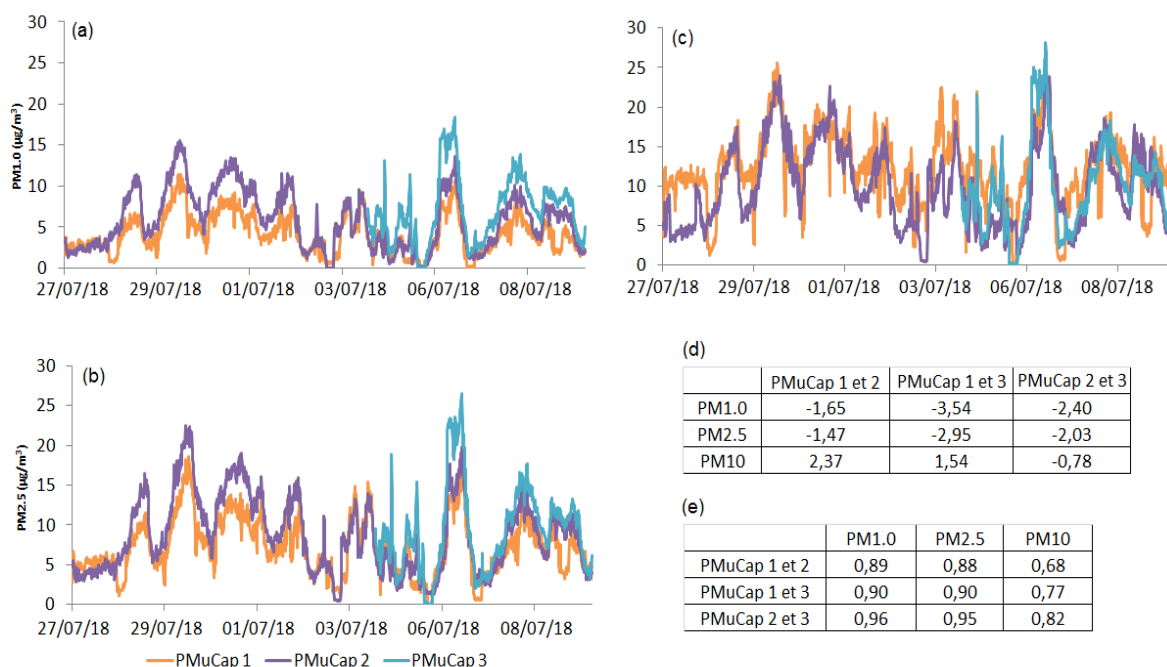 (a)
PM1.0 (µg/m³)
30
25
20
15
10
5
0
27/07/18 29/07/18 01/07/18 03/07/18 06/07/18 08/07/18
(c)
30
25
20
15
10
5
0
27/07/18 29/07/18 01/07/18 03/07/18 06/07/18 08/07/18
(b)
PM2.5 (µg/m³)
30
25
20
15
10
5
0
27/07/18 29/07/18 01/07/18 03/07/18 06/07/18 08/07/18
PMuCap 1 PMuCap 2 PMuCap 3
(d)
PMuCap 1 et 2 PMuCap 1 et 3 PMuCap 2 et 3
PM1.0 -1,65 -3,54 -2,40
PM2.5 -1,47 -2,95 -2,03
PM10 2,37 1,54 -0,78
(e)
PM1.0 PM2.5 PM10
PMuCap 1 et 2 0,89 0,88 0,68
PMuCap 1 et 3 0,90 0,90 0,77
PMuCap 2 et 3 0,96 0,95 0,82